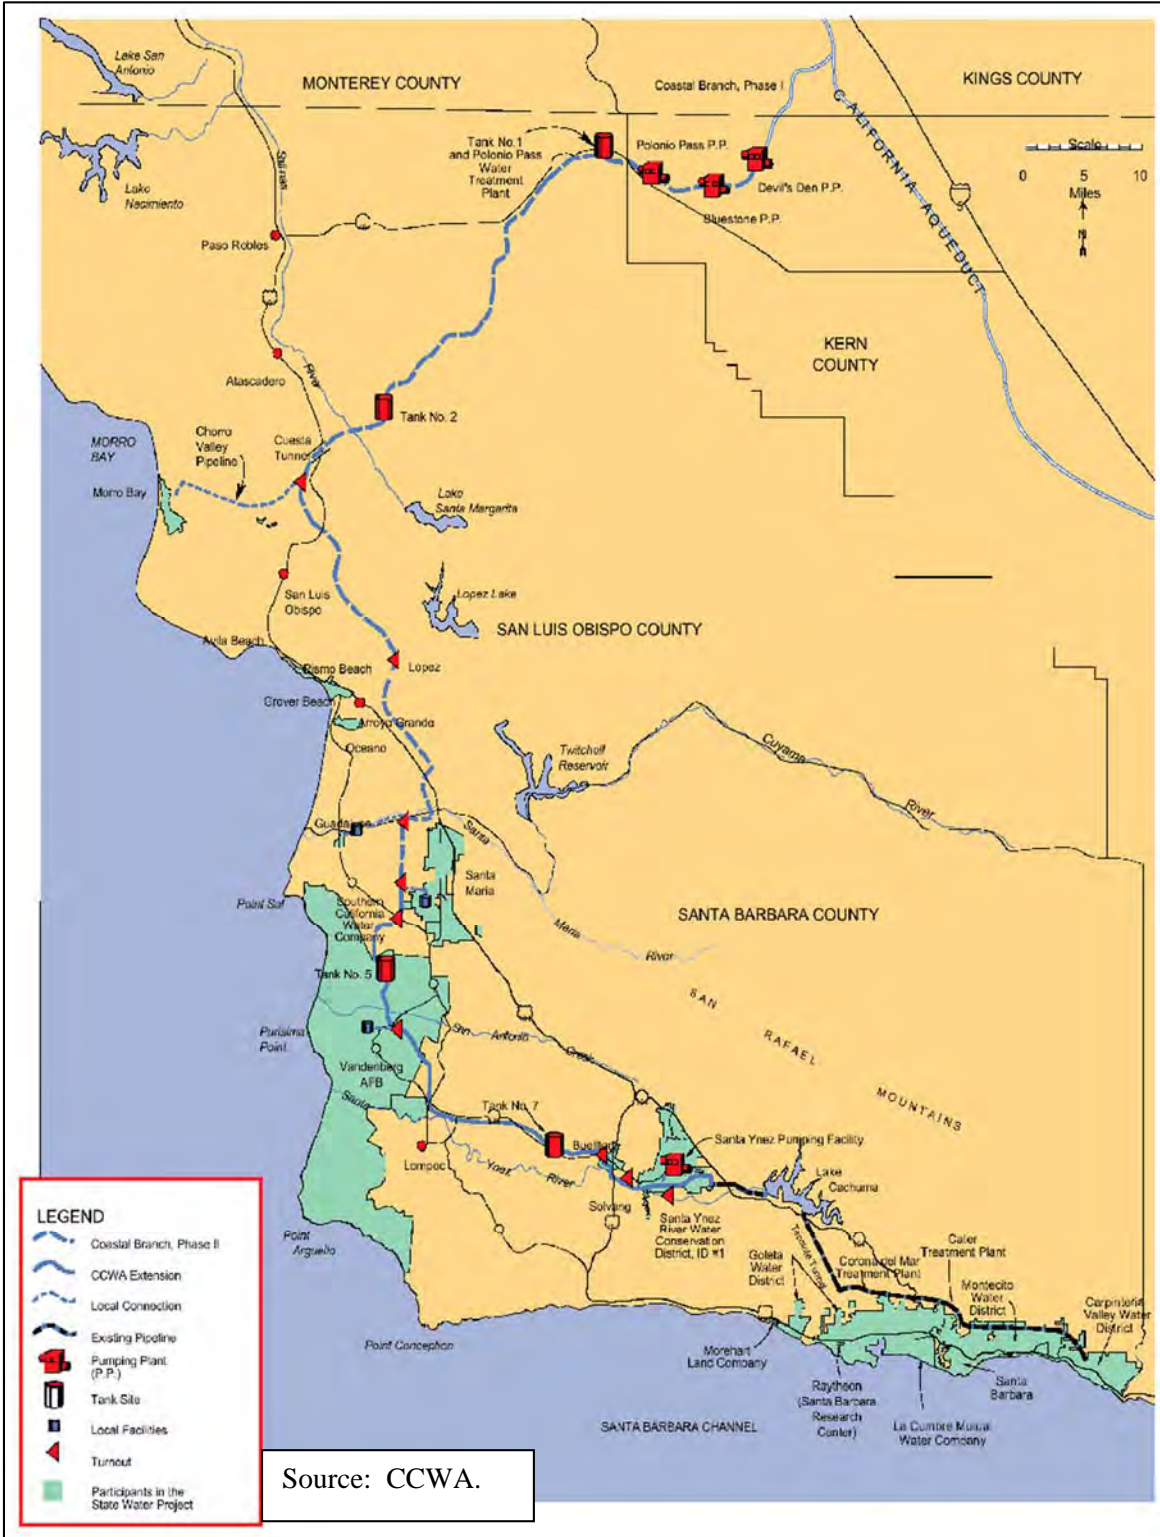 Lake San
Antonio
MONTEREY COUNTY
Coastal Branch, Phase I
KINGS COUNTY
CALIFORNIA AQUEDUCT
Tank No.1
and Polonio Pass
Water
Treatment
Plant
Polonio Pass P.P.
Scale
0 5 10
Miles
N
Devil's Den P.P.
Bluestone P.P.
Lake
Nacimiento
Salinas
River
Paso Robles
KERN
COUNTY
Atascadero
Tank No. 2
MORRO
BAY
Chorro
Valley
Pipeline
Cuesta
Tunnel
Morro Bay
Lake
Santa Margarita
San Luis
Obispo
Lopez Lake
SAN LUIS OBISPO COUNTY
Avila Beach
Pismo Beach
Lopez
Grover Beach
Arroyo Grande
Oceano
Twitchell
Reservoir
Cuyama
River
Guadalupe
Santa
Maria
River
Santa
Maria
Point Sal
Southern
California
Water
Company
SANTA BARBARA COUNTY
Tank No. 5
SAN RAFAEL MOUNTAINS
Purisima
Point
San Antonio Creek
Vandenberg
AFB
Santa
Ynez
River
Tank No. 7
Buellton
Santa Ynez Pumping Facility
Lompoc
Lake
Cachuma
Solvang
Santa Ynez
River Water
Conservation
District, ID #1
Tecolote Tunnel
Point
Arguello
Goleta
Water
District
Corona del Mar
Treatment Plant
Cater
Treatment Plant
Montecito
Water
District
Carpinteria
Valley Water
District
Point Conception
Morehart
Land Company
Raytheon
(Santa Barbara
Research
Center)
La Cumbre Mutual
Water Company
Santa
Barbara
SANTA BARBARA CHANNEL
LEGEND
Coastal Branch, Phase II
CCWA Extension
Local Connection
Existing Pipeline
Pumping Plant
(P.P.)
Tank Site
Local Facilities
Turnout
Participants in the
State Water Project
Source: CCWA.